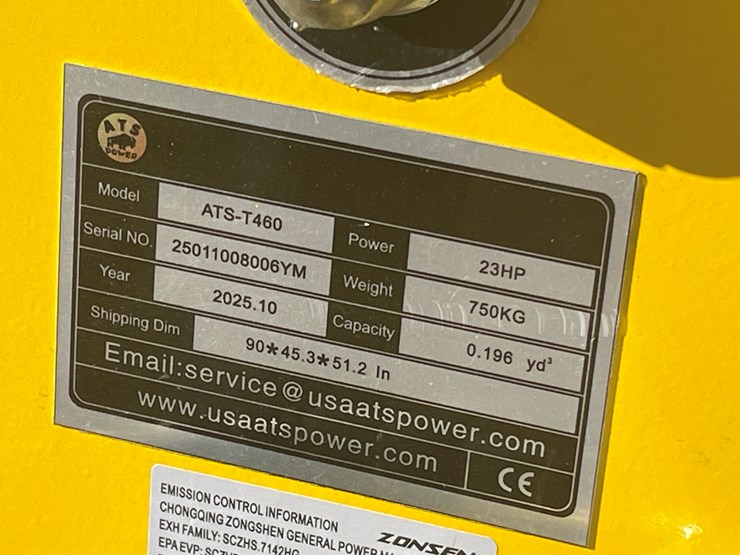 ATS
POWER
Model ATS-T460 Power 23HP
Serial NO. 25011008006YM Weight 750KG
Year 2025.10 Capacity 0.196 yd³
Shipping Dim 90*45.3*51.2 In
Email:service@usaatspower.com
www.usaatspower.com CE
EMISSION CONTROL INFORMATION
CHONGQING ZONGSHEN GENERAL POWER
ZONSEN
EXH FAMILY: SCZHS.7142HC
EPA EVP: